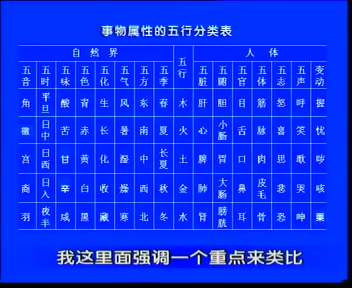 事物属性的五行分类表
自然界 五行 人体
五音 五时 五味 五色 五化 五气 五方 五季 五脏 五 五官 五体 五志 五声 变动
角 平旦 酸 青 生 风 东 春 木 肝 胆 目 筋 怒 呼 握
徵 日中 苦 赤 长 暑 南 夏 火 心 小肠 舌 脉 喜 笑 忧
宫 日西 甘 黄 化 湿 中 长夏 土 脾 胃 口 肉 思 歌 哕
商 日入 辛 白 收 燥 西 秋 金 肺 大肠 鼻 皮毛 悲 哭 咳
羽 夜半 咸 黑 藏 寒 北 冬 水 肾 膀胱 耳 骨 恐 呻 栗
我这里面强调一个重点来类比